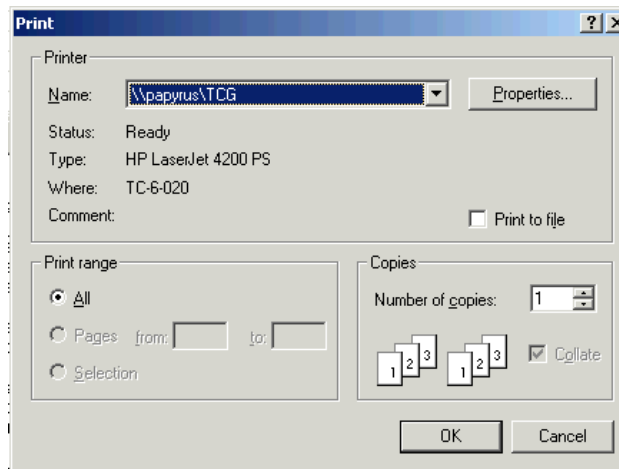 Print
Printer
Name: \\papyrus\TCG Properties...
Status: Ready
Type: HP LaserJet 4200 PS
Where: TC-6-020
Comment: Print to file
Print range
All
Pages from: to:
Selection
Copies
Number of copies: 1
1 2 3 1 2 3 Collate
OK Cancel